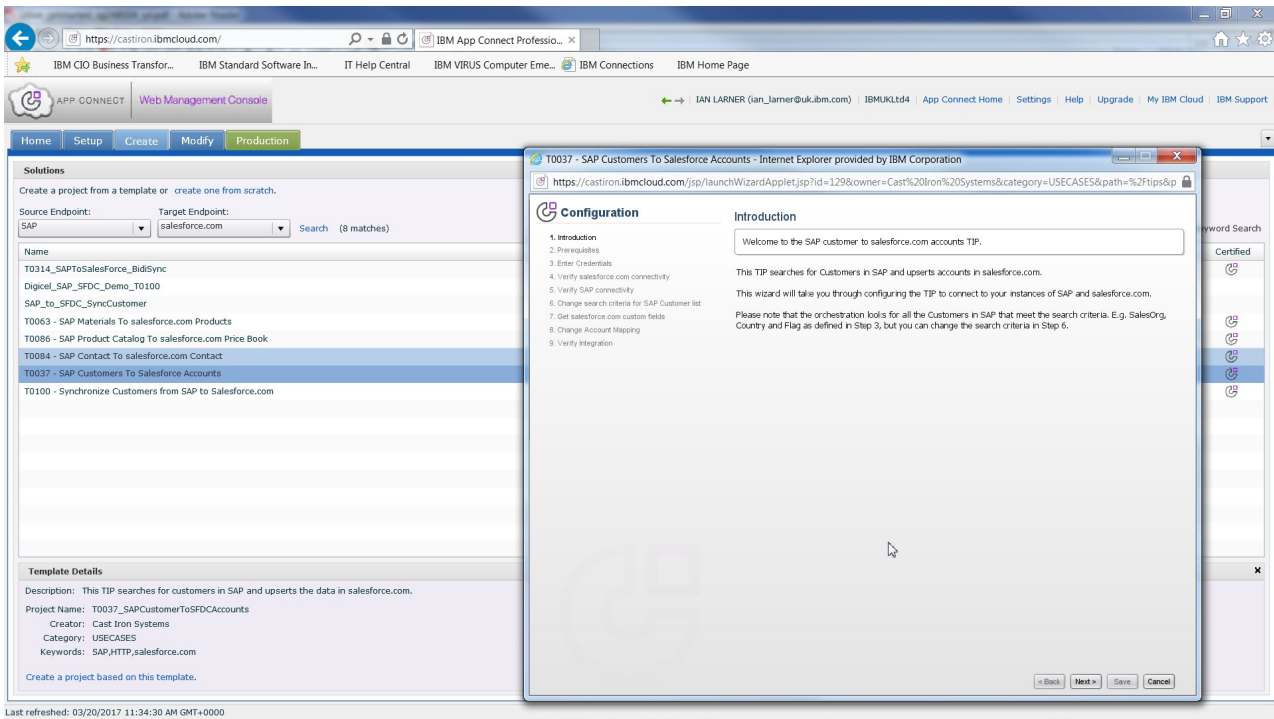 https://castiron.ibmcloud.com/
IBM App Connect Professio...
IBM CIO Business Transfor...
IBM Standard Software In...
IT Help Central
IBM VIRUS Computer Eme...
IBM Connections
IBM Home Page
APP CONNECT
Web Management Console
IAN LARNER (ian_larner@uk.ibm.com)
IBMUKLtd4
App Connect Home
Settings
Help
Upgrade
My IBM Cloud
IBM Support
Home
Setup
Create
Modify
Production
Solutions
Create a project from a template or create one from scratch.
Source Endpoint:
Target Endpoint:
SAP
salesforce.com
Search
(8 matches)
yword Search
Name
Certified
T0314_SAPToSalesForce_BidiSync
Digicel_SAP_SFDC_Demo_T0100
SAP_to_SFDC_SyncCustomer
T0063 - SAP Materials To salesforce.com Products
T0086 - SAP Product Catalog To salesforce.com Price Book
T0084 - SAP Contact To salesforce.com Contact
T0037 - SAP Customers To Salesforce Accounts
T0100 - Synchronize Customers from SAP to Salesforce.com
Template Details
Description: This TIP searches for customers in SAP and upserts the data in salesforce.com.
Project Name: T0037_SAPCustomerToSFDCAccounts
Creator: Cast Iron Systems
Category: USECASES
Keywords: SAP,HTTP,salesforce.com
Create a project based on this template.
Last refreshed: 03/20/2017 11:34:30 AM GMT+0000
T0037 - SAP Customers To Salesforce Accounts - Internet Explorer provided by IBM Corporation
https://castiron.ibmcloud.com/jsp/launchWizardApplet.jsp?id=129&owner=Cast%20Iron%20Systems&category=USECASES&path=%2Ftips&p
Configuration
1. Introduction
2. Prerequisites
3. Enter Credentials
4. Verify salesforce.com connectivity
5. Verify SAP connectivity
6. Change search criteria for SAP Customer list
7. Get salesforce.com custom fields
8. Change Account Mapping
9. Verify Integration
Introduction
Welcome to the SAP customer to salesforce.com accounts TIP.
This TIP searches for Customers in SAP and upserts accounts in salesforce.com.
This wizard will take you through configuring the TIP to connect to your instances of SAP and salesforce.com.
Please note that the orchestration looks for all the Customers in SAP that meet the search criteria. E.g. SalesOrg,
Country and Flag as defined in Step 3, but you can change the search criteria in Step 6.
< Back
Next >
Save
Cancel